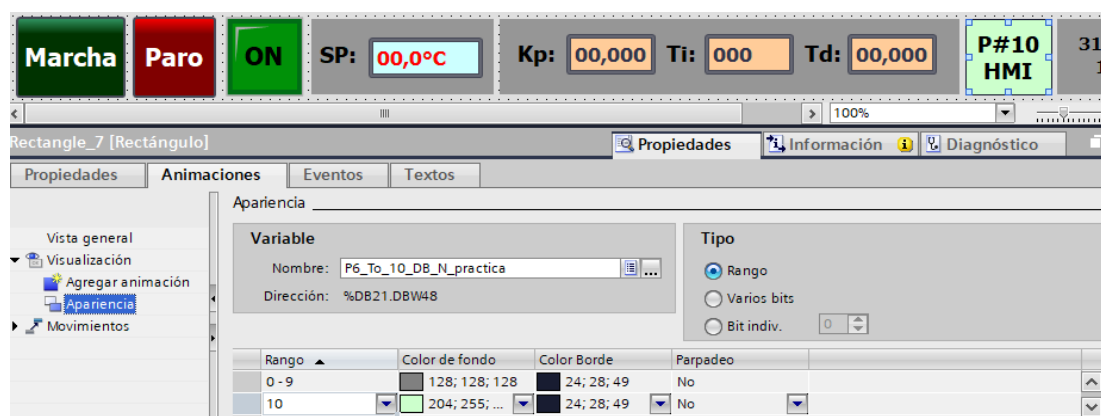 Marcha Paro ON SP: 00,0°C Kp: 00,000 Ti: 000 Td: 00,000 P#10 31
HMI 1
100%
Rectangle_7 [Rectángulo] Propiedades Información Diagnóstico
Propiedades Animaciones Eventos Textos
Apariencia
Vista general
Visualización
Agregar animación
Apariencia
Movimientos
Variable
Nombre: P6_To_10_DB_N_practica ...
Dirección: %DB21.DBW48
Tipo
Rango
Varios bits
Bit indiv. 0
Rango Color de fondo Color Borde Parpadeo
0 - 9 128; 128; 128 24; 28; 49 No
10 204; 255; ... 24; 28; 49 No